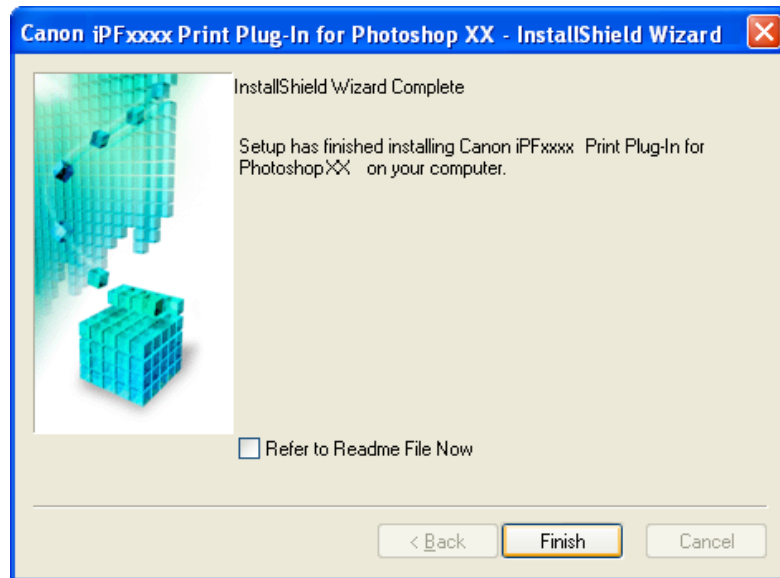 Canon iPFxxxx Print Plug-In for Photoshop XX - InstallShield Wizard
InstallShield Wizard Complete
Setup has finished installing Canon iPFxxxx Print Plug-In for
PhotoshopXX on your computer.
Refer to Readme File Now
< Back
Finish
Cancel